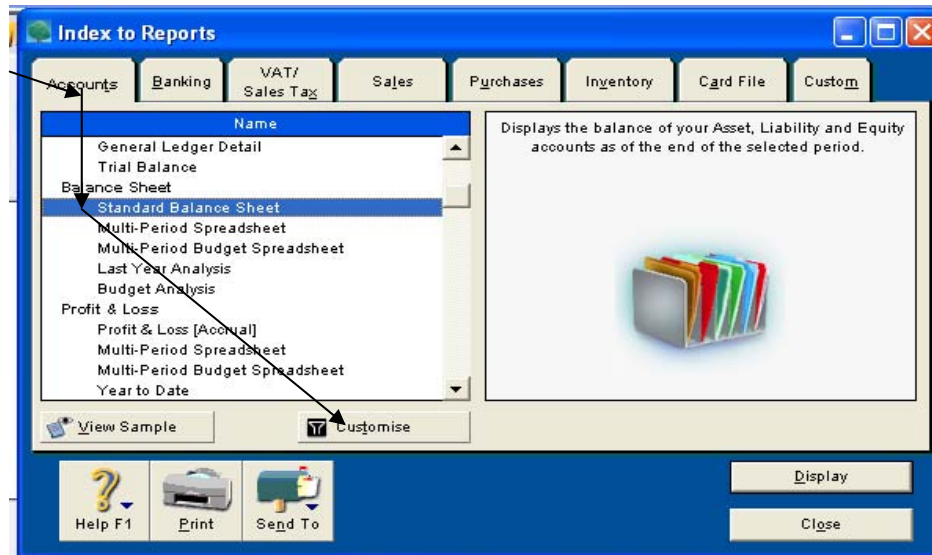 Index to Reports
Accounts
Banking
VAT/
Sales Tax
Sales
Purchases
Inventory
Card File
Custom
Name
General Ledger Detail
Trial Balance
Balance Sheet
Standard Balance Sheet
Multi-Period Spreadsheet
Multi-Period Budget Spreadsheet
Last Year Analysis
Budget Analysis
Profit & Loss
Profit & Loss [Accrual]
Multi-Period Spreadsheet
Multi-Period Budget Spreadsheet
Year to Date
Displays the balance of your Asset, Liability and Equity
accounts as of the end of the selected period.
View Sample
Customise
Help F1
Print
Send To
Display
Close